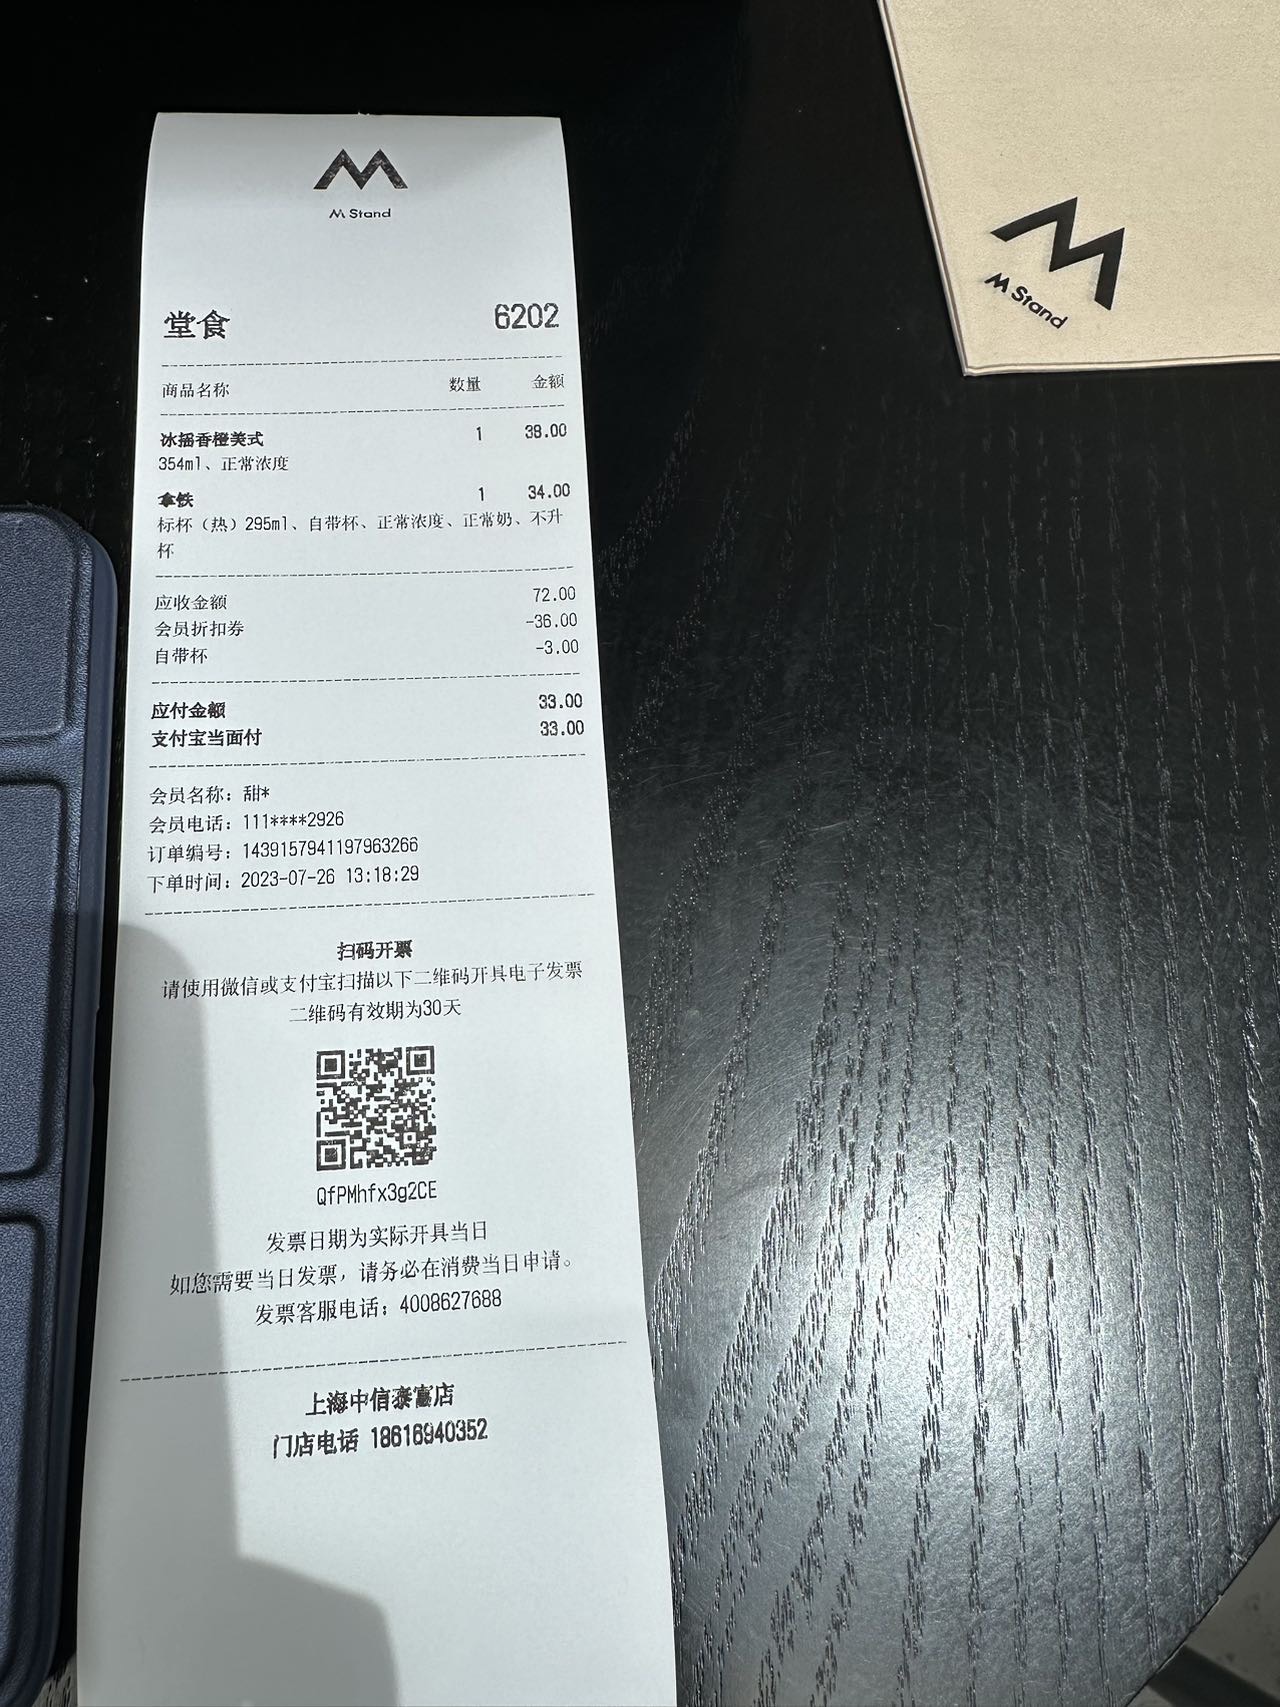 M Stand
堂食 6202
商品名称 数量 金额
冰摇香橙美式 1 38.00
354ml、正常浓度
拿铁 1 34.00
标杯（热）295ml、自带杯、正常浓度、正常奶、不升
杯
应收金额 72.00
会员折扣券 -36.00
自带杯 -3.00
应付金额 33.00
支付宝当面付 33.00
会员名称：甜*
会员电话：111****2926
订单编号：1439157941197963266
下单时间：2023-07-26 13:18:29
扫码开票
请使用微信或支付宝扫描以下二维码开具电子发票
二维码有效期为30天
QfPMhfx3g2CE
发票日期为实际开具当日
如您需要当日发票，请务必在消费当日申请。
发票客服电话：4008627688
上海中信泰富店
门店电话 18616940352
M Stand